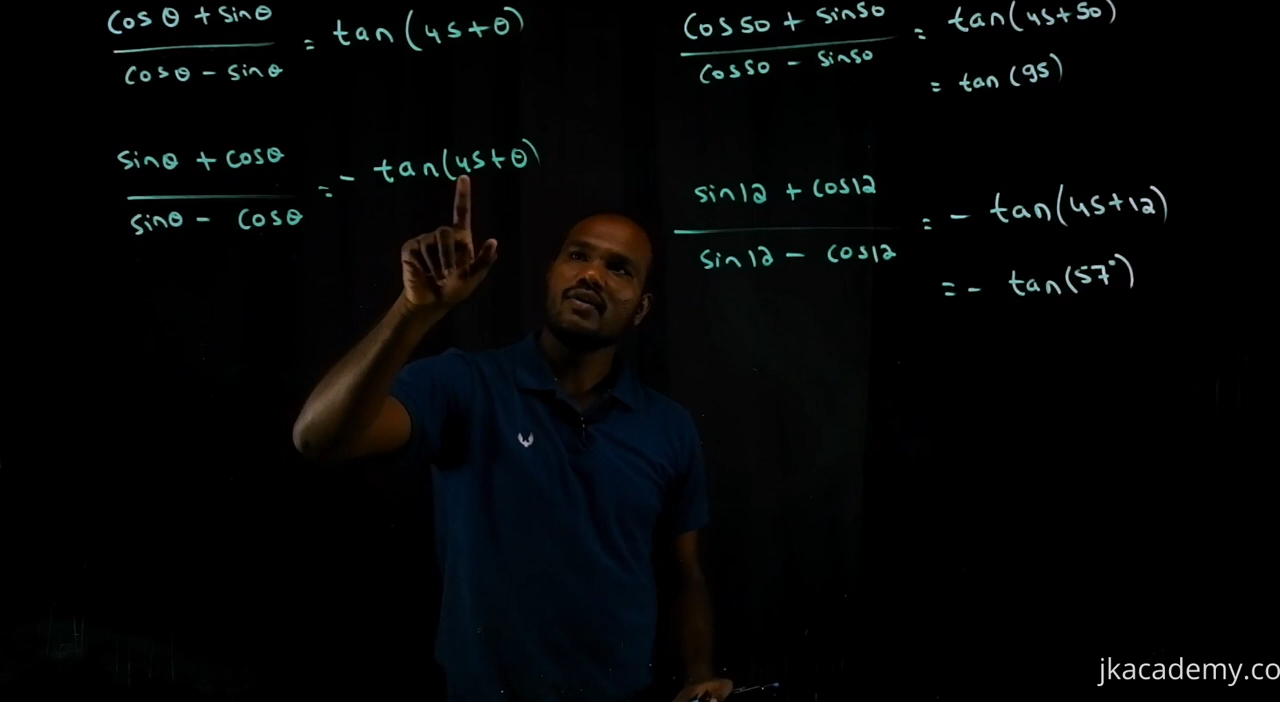 cos θ + sin θ / cos θ - sin θ = tan (45+θ)
sin θ + cos θ / sin θ - cos θ = - tan(45+θ)
cos 50 + sin 50 / cos 50 - sin 50 = tan(45+50)
= tan (95)
sin 12 + cos 12 / sin 12 - cos 12 = - tan(45+12)
= - tan(57°)
jkacademy.co